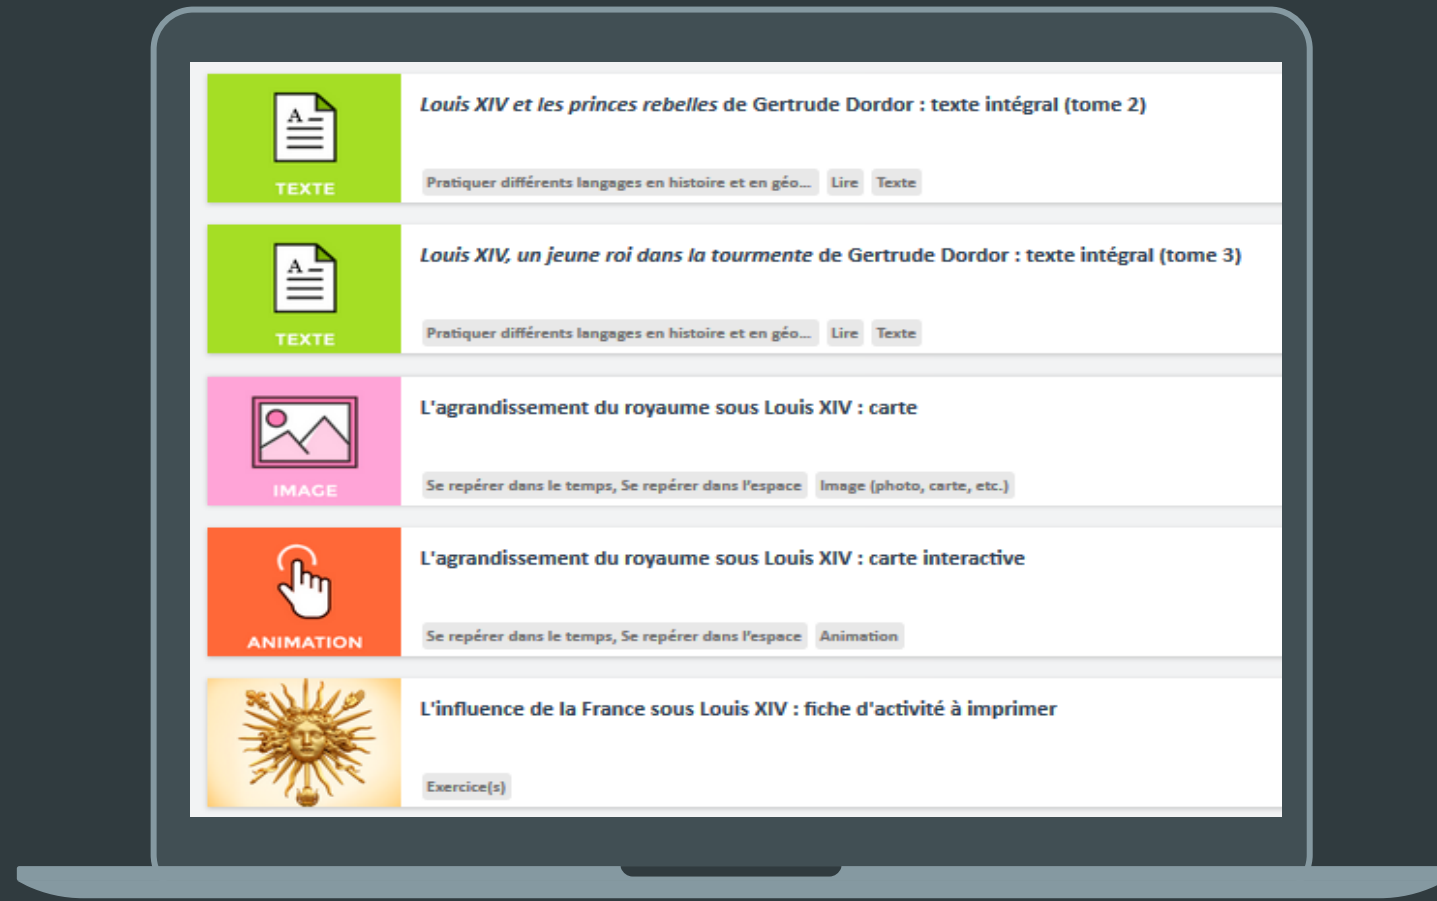 Louis XIV et les princes rebelles de Gertrude Dordor : texte intégral (tome 2)
TEXTE
Pratiquer différents langages en histoire et en géo... Lire Texte
Louis XIV, un jeune roi dans la tourmente de Gertrude Dordor : texte intégral (tome 3)
TEXTE
Pratiquer différents langages en histoire et en géo... Lire Texte
L'agrandissement du royaume sous Louis XIV : carte
IMAGE
Se repérer dans le temps, Se repérer dans l'espace Image (photo, carte, etc.)
L'agrandissement du royaume sous Louis XIV : carte interactive
ANIMATION
Se repérer dans le temps, Se repérer dans l'espace Animation
L'influence de la France sous Louis XIV : fiche d'activité à imprimer
Exercice(s)